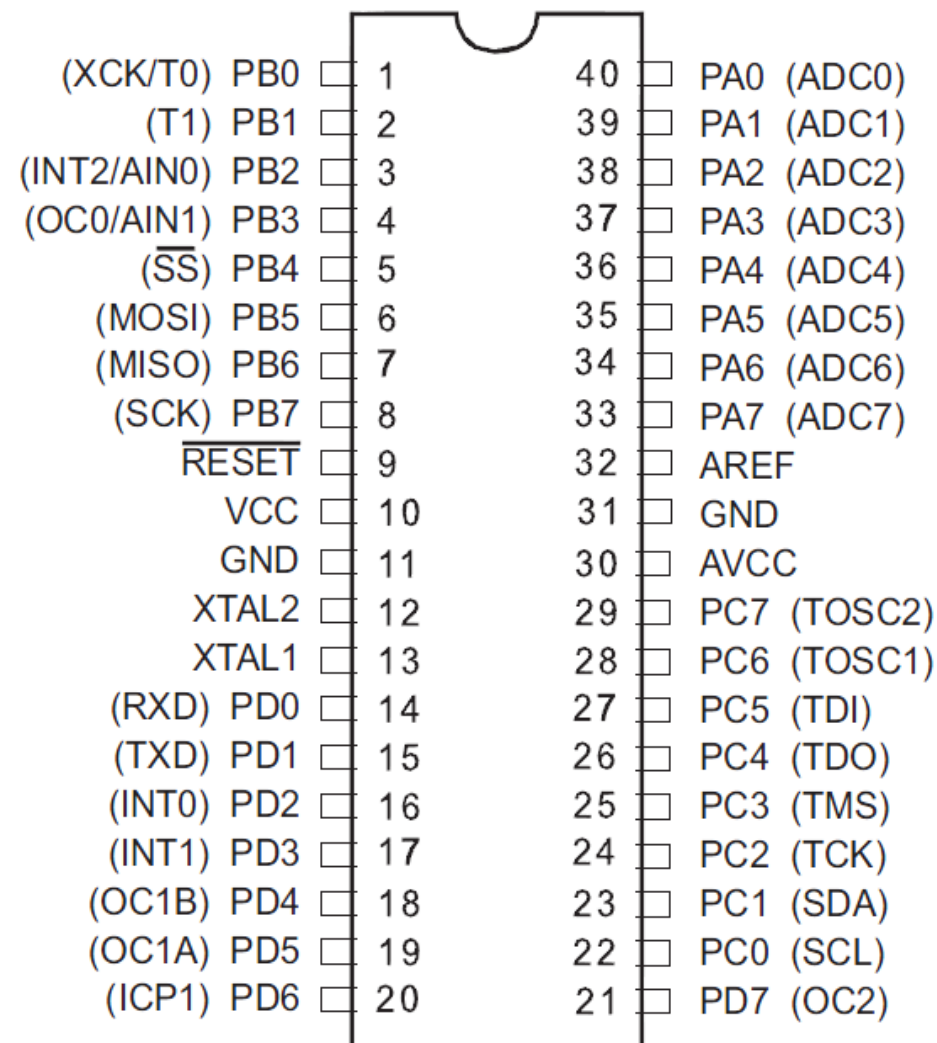 (XCK/T0) PB0 1 40 PA0 (ADC0)
(T1) PB1 2 39 PA1 (ADC1)
(INT2/AIN0) PB2 3 38 PA2 (ADC2)
(OC0/AIN1) PB3 4 37 PA3 (ADC3)
(S̅S̅) PB4 5 36 PA4 (ADC4)
(MOSI) PB5 6 35 PA5 (ADC5)
(MISO) PB6 7 34 PA6 (ADC6)
(SCK) PB7 8 33 PA7 (ADC7)
R̅E̅S̅E̅T̅ 9 32 AREF
VCC 10 31 GND
GND 11 30 AVCC
XTAL2 12 29 PC7 (TOSC2)
XTAL1 13 28 PC6 (TOSC1)
(RXD) PD0 14 27 PC5 (TDI)
(TXD) PD1 15 26 PC4 (TDO)
(INT0) PD2 16 25 PC3 (TMS)
(INT1) PD3 17 24 PC2 (TCK)
(OC1B) PD4 18 23 PC1 (SDA)
(OC1A) PD5 19 22 PC0 (SCL)
(ICP1) PD6 20 21 PD7 (OC2)